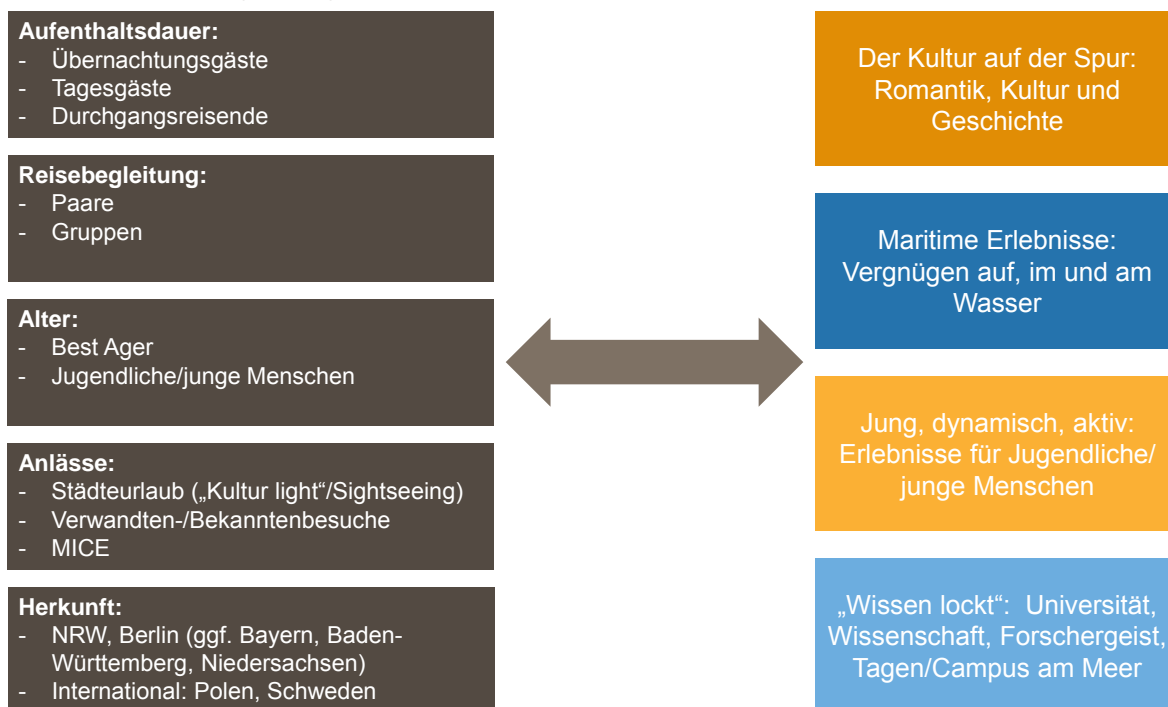 Aufenthaltsdauer:
- Übernachtungsgäste
- Tagesgäste
- Durchgangsreisende
Reisebegleitung:
- Paare
- Gruppen
Alter:
- Best Ager
- Jugendliche/junge Menschen
Anlässe:
- Städteurlaub („Kultur light“/Sightseeing)
- Verwandten-/Bekanntenbesuche
- MICE
Herkunft:
- NRW, Berlin (ggf. Bayern, Baden-
Württemberg, Niedersachsen)
- International: Polen, Schweden
Der Kultur auf der Spur:
Romantik, Kultur und
Geschichte
Maritime Erlebnisse:
Vergnügen auf, im und am
Wasser
Jung, dynamisch, aktiv:
Erlebnisse für Jugendliche/
junge Menschen
„Wissen lockt“: Universität,
Wissenschaft, Forschergeist,
Tagen/Campus am Meer